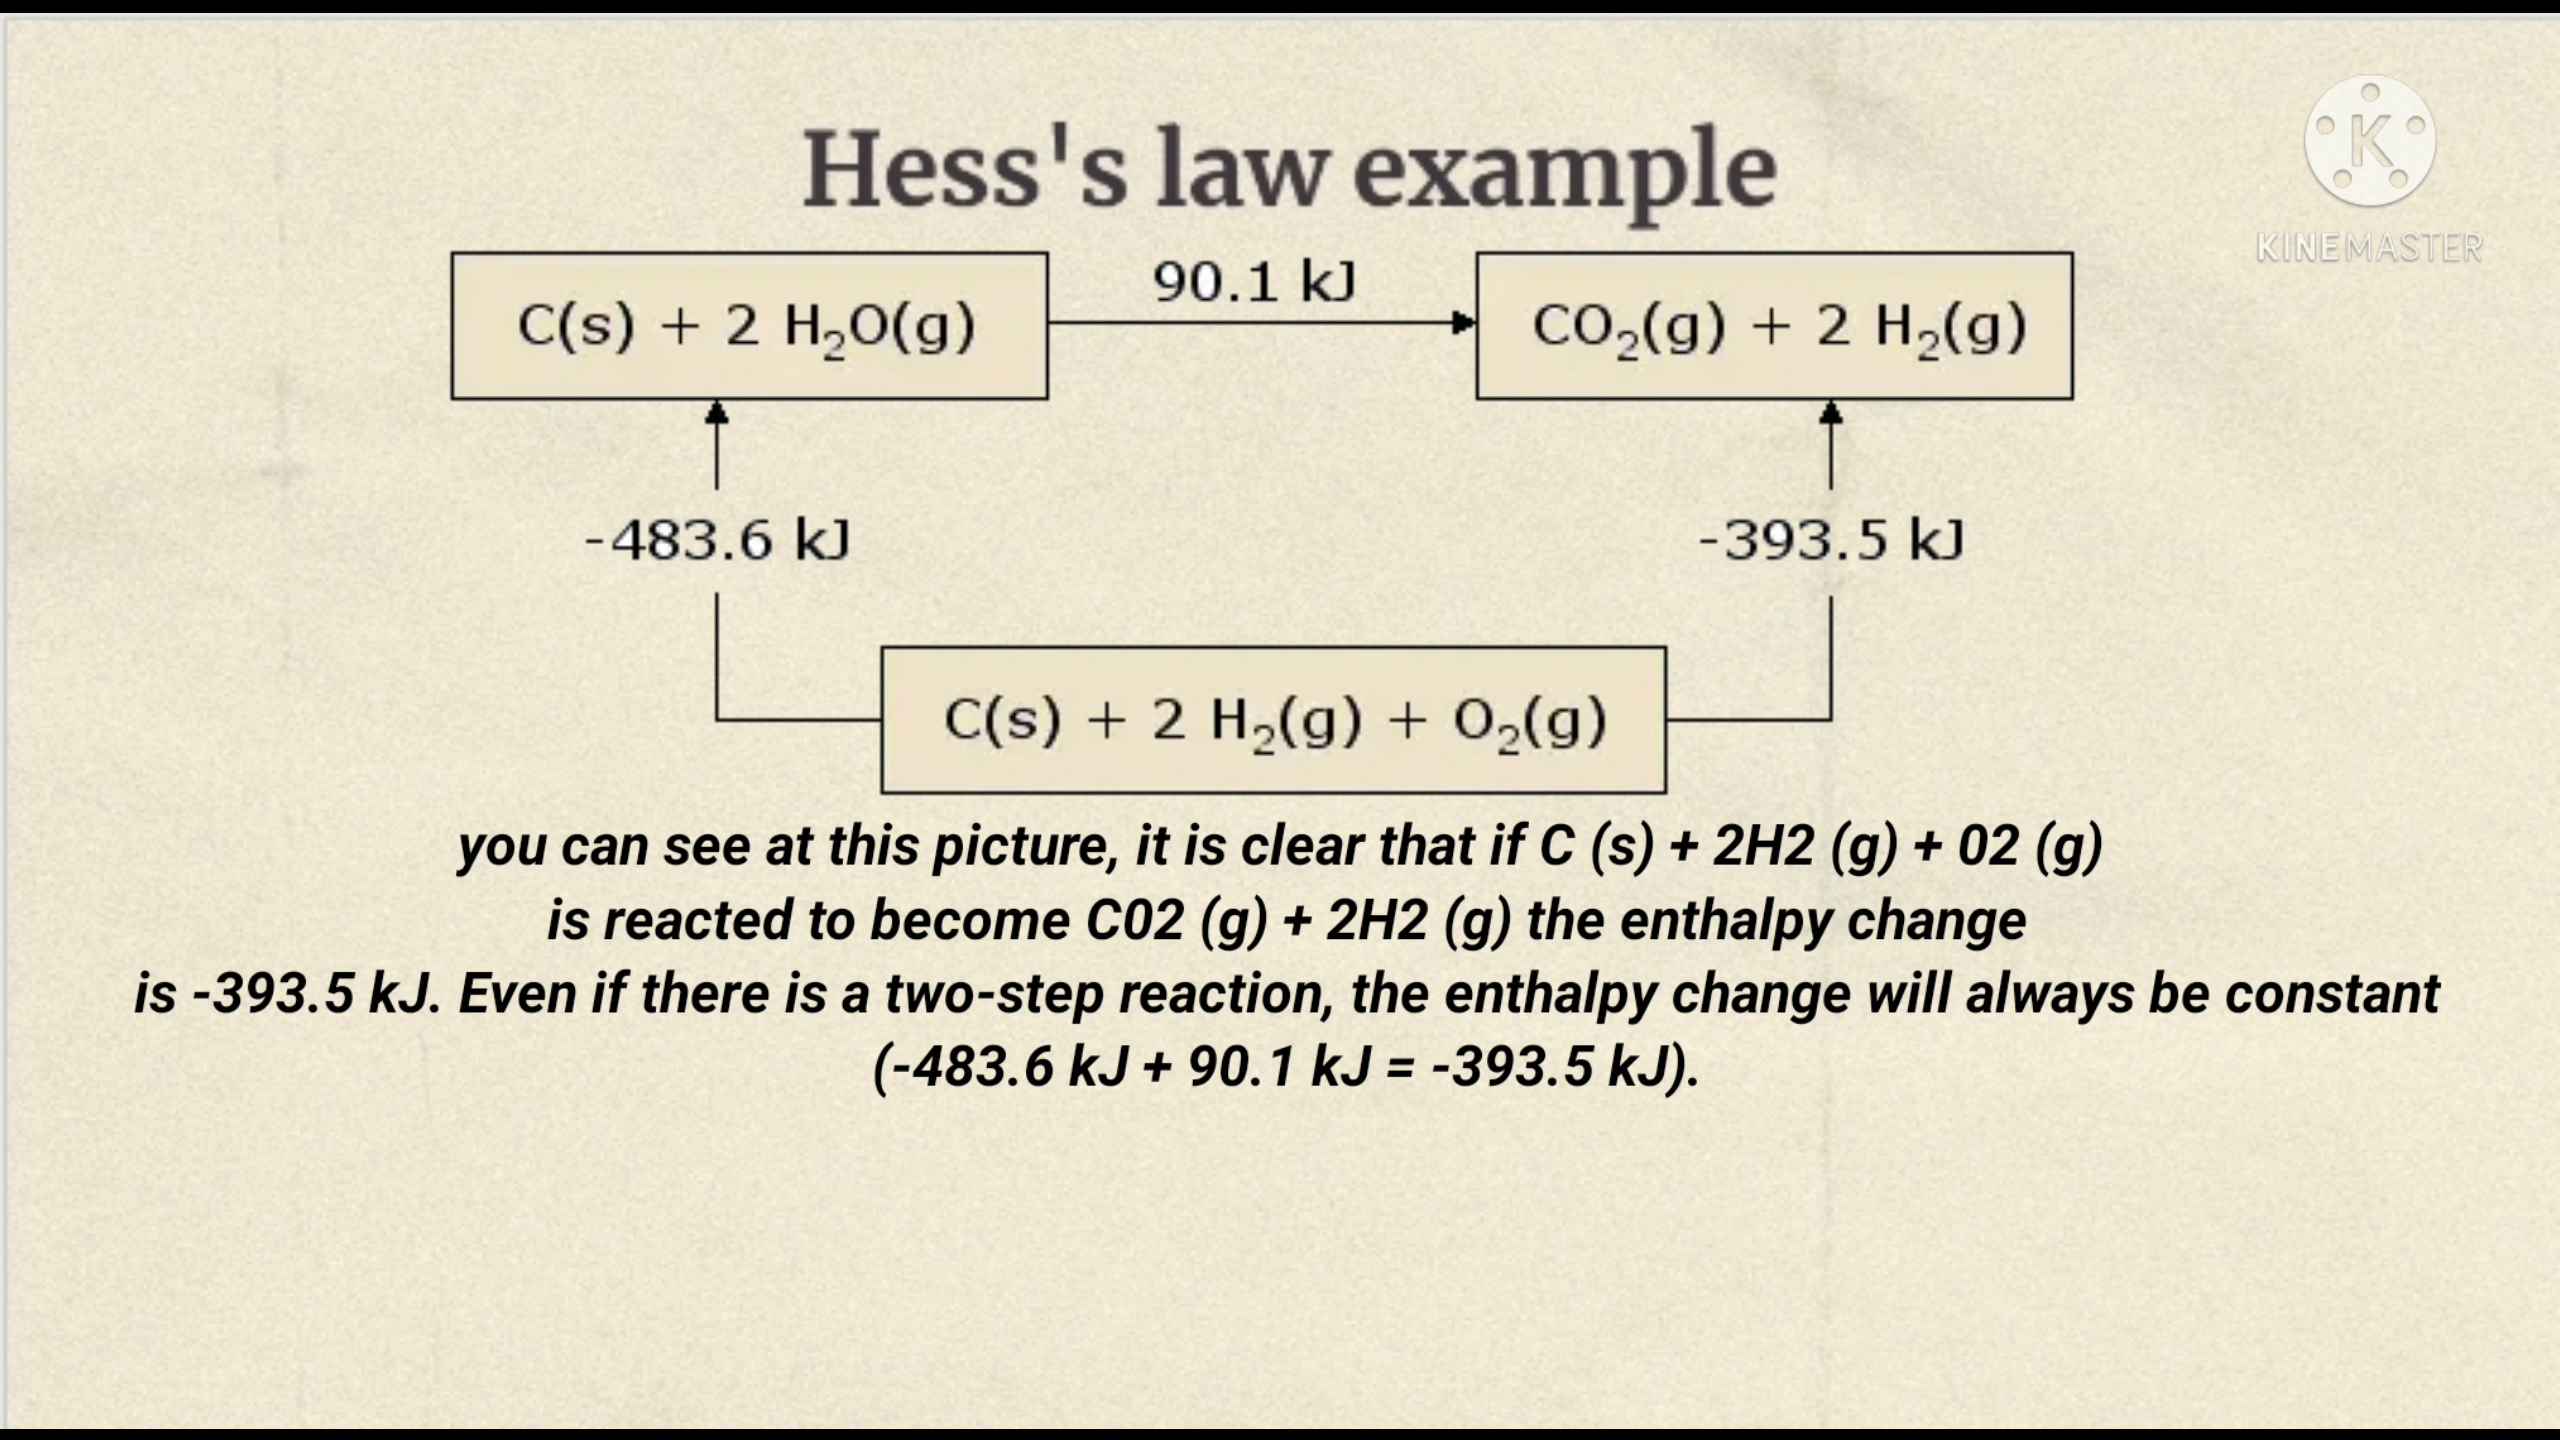 Hess's law example
K
KINEMASTER
90.1 kJ
C(s) + 2 H₂O(g)
CO₂(g) + 2 H₂(g)
-483.6 kJ
-393.5 kJ
C(s) + 2 H₂(g) + O₂(g)
you can see at this picture, it is clear that if C (s) + 2H2 (g) + 02 (g)
is reacted to become C02 (g) + 2H2 (g) the enthalpy change
is -393.5 kJ. Even if there is a two-step reaction, the enthalpy change will always be constant
(-483.6 kJ + 90.1 kJ = -393.5 kJ).